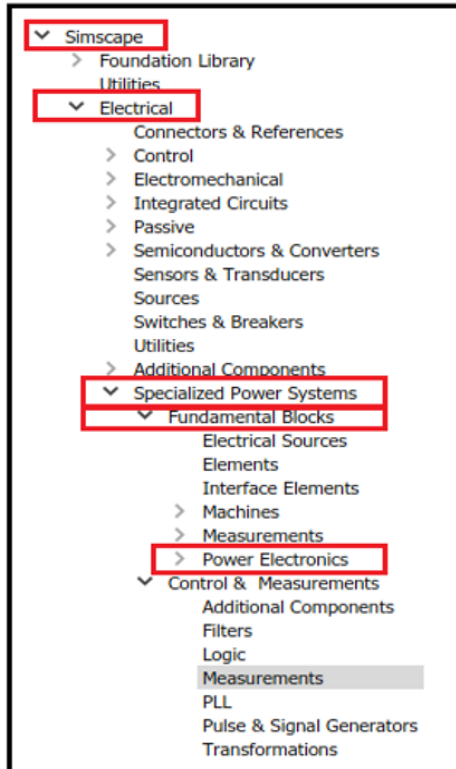 Simscape
Foundation Library
Utilities
Electrical
Connectors & References
Control
Electromechanical
Integrated Circuits
Passive
Semiconductors & Converters
Sensors & Transducers
Sources
Switches & Breakers
Utilities
Additional Components
Specialized Power Systems
Fundamental Blocks
Electrical Sources
Elements
Interface Elements
Machines
Measurements
Power Electronics
Control & Measurements
Additional Components
Filters
Logic
Measurements
PLL
Pulse & Signal Generators
Transformations